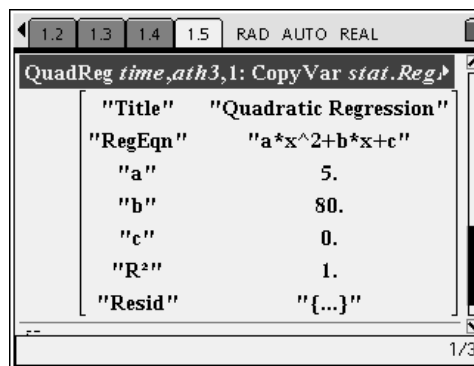 1.2 1.3 1.4 1.5 RAD AUTO REAL
QuadReg time,ath3,1: CopyVar stat.Reg
"Title" "Quadratic Regression"
"RegEqn" "a*x^2+b*x+c"
"a" 5.
"b" 80.
"c" 0.
"R²" 1.
"Resid" "{...}"
1/3